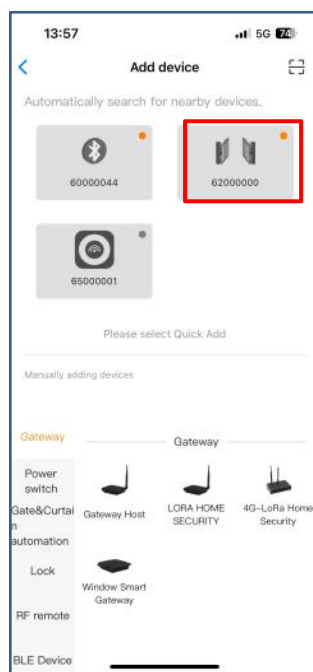 13:57
5G 74
Add device
Automatically search for nearby devices.
60000044
62000000
65000001
Please select Quick Add
Manually adding devices
Gateway
Gateway
Power
switch
Gate&Curtai
n
automation
Lock
RF remote
BLE Device
Gateway Host
LORA HOME
SECURITY
4G-LoRa Home
Security
Window Smart
Gateway